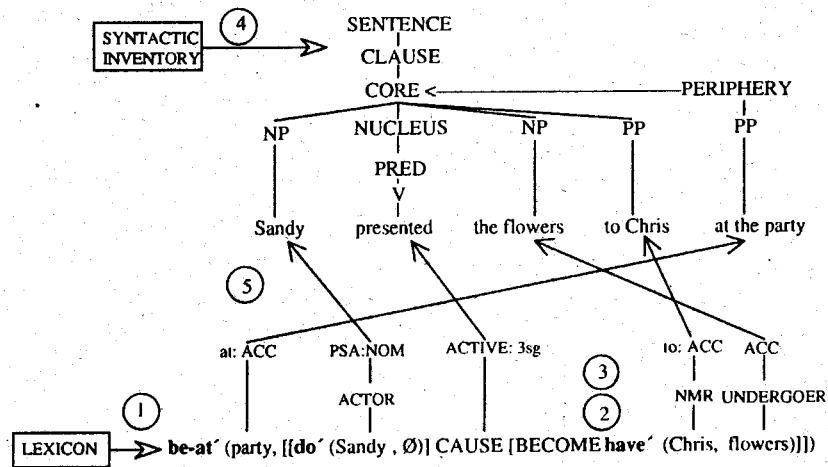 SYNTACTIC INVENTORY
4
SENTENCE
CLAUSE
CORE
PERIPHERY
NP
NUCLEUS
NP
PP
PP
PRED
V
Sandy presented the flowers to Chris at the party
5
at: ACC PSA:NOM ACTIVE: 3sg to: ACC ACC
3
ACTOR
NMR UNDERGOER
2
1
LEXICON
be-at´ (party, [[do´ (Sandy , Ø)] CAUSE [BECOME have´ (Chris, flowers)]])